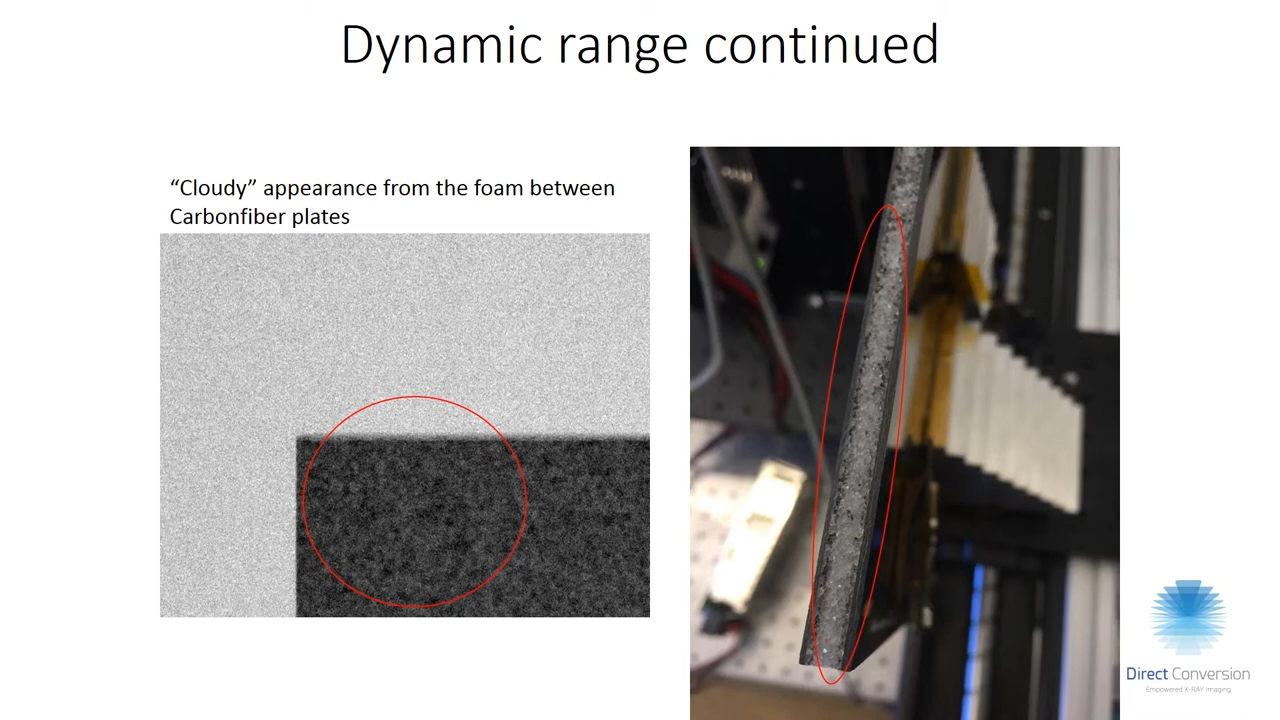 Dynamic range continued
“Cloudy” appearance from the foam between
Carbonfiber plates
Direct Conversion
Empowered X-RAY imaging